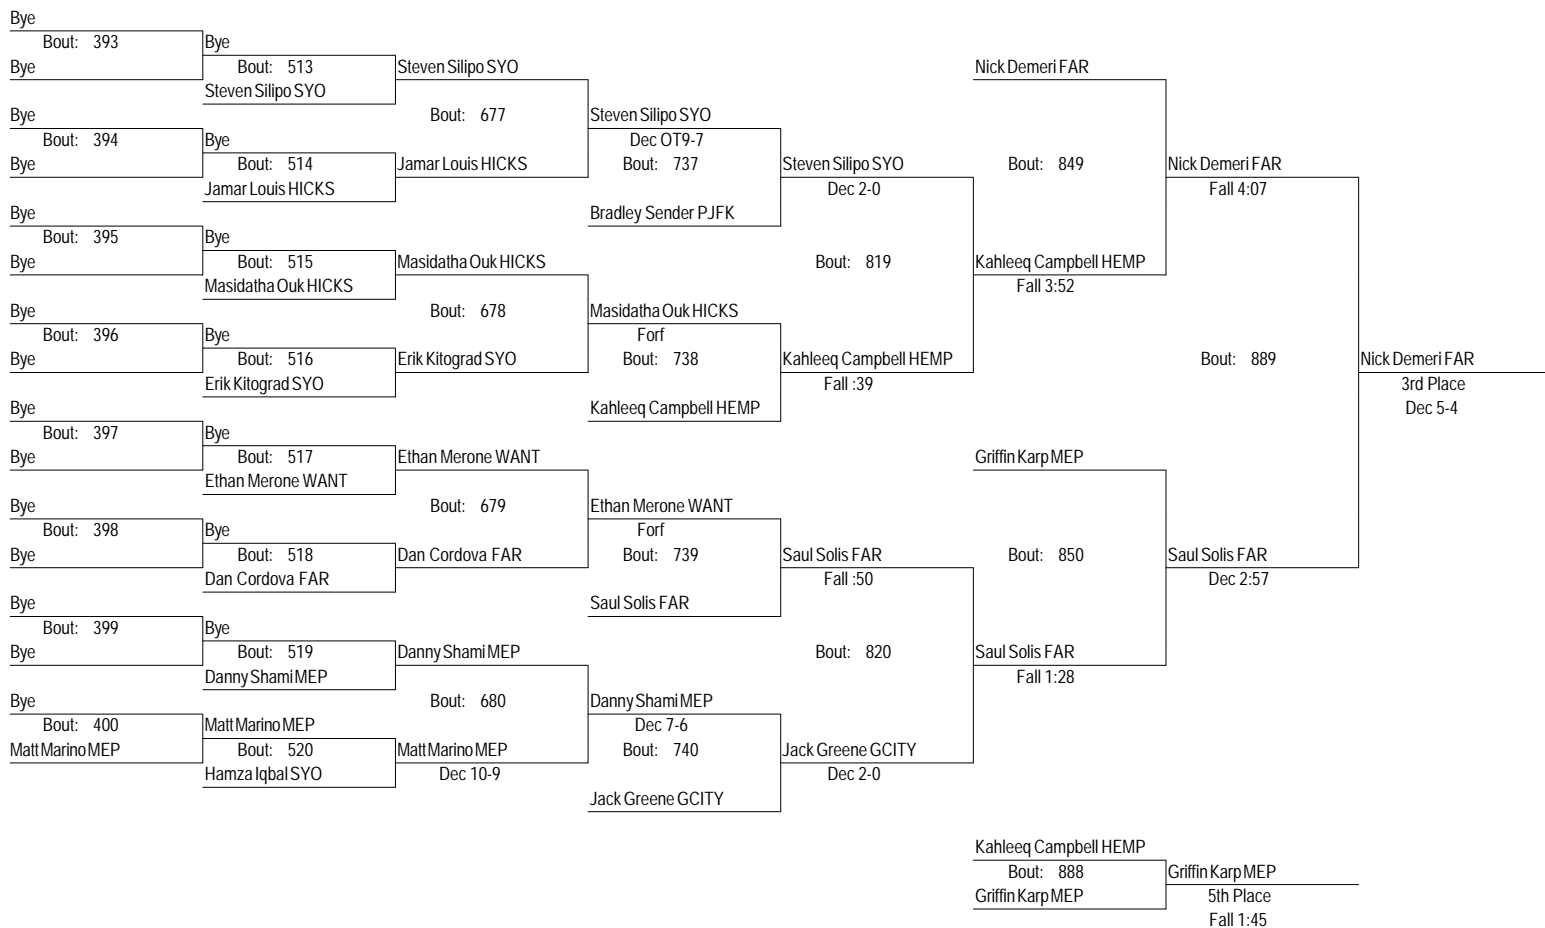 Bye
Bout: 393
Bye
Bye
Bout: 513
Steven Silipo SYO
Steven Silipo SYO
Bout: 677
Bye
Bout: 394
Bye
Bye
Bout: 514
Jamar Louis HICKS
Jamar Louis HICKS
Steven Silipo SYO
Dec OT9-7
Bout: 737
Bradley Sender PJFK
Steven Silipo SYO
Dec 2-0
Bye
Bout: 395
Bye
Bye
Bout: 515
Masidatha Ouk HICKS
Masidatha Ouk HICKS
Bout: 678
Bye
Bout: 396
Bye
Bye
Bout: 516
Erik Kitograd SYO
Erik Kitograd SYO
Masidatha Ouk HICKS
Forf
Bout: 738
Kahleeq Campbell HEMP
Kahleeq Campbell HEMP
Fall :39
Bout: 819
Nick Demeri FAR
Bout: 849
Kahleeq Campbell HEMP
Fall 3:52
Nick Demeri FAR
Fall 4:07
Bye
Bout: 397
Bye
Bye
Bout: 517
Ethan Merone WANT
Ethan Merone WANT
Bout: 679
Bye
Bout: 398
Bye
Bye
Bout: 518
Dan Cordova FAR
Dan Cordova FAR
Ethan Merone WANT
Forf
Bout: 739
Saul Solis FAR
Saul Solis FAR
Fall :50
Bye
Bout: 399
Bye
Bye
Bout: 519
Danny Shami MEP
Danny Shami MEP
Bout: 680
Bye
Bout: 400
Matt Marino MEP
Matt Marino MEP
Bout: 520
Hamza Iqbal SYO
Matt Marino MEP
Dec 10-9
Danny Shami MEP
Dec 7-6
Bout: 740
Jack Greene GCITY
Jack Greene GCITY
Dec 2-0
Bout: 820
Griffin Karp MEP
Bout: 850
Saul Solis FAR
Fall 1:28
Saul Solis FAR
Dec 2:57
Bout: 889
Nick Demeri FAR
3rd Place
Dec 5-4
Kahleeq Campbell HEMP
Bout: 888
Griffin Karp MEP
Griffin Karp MEP
5th Place
Fall 1:45